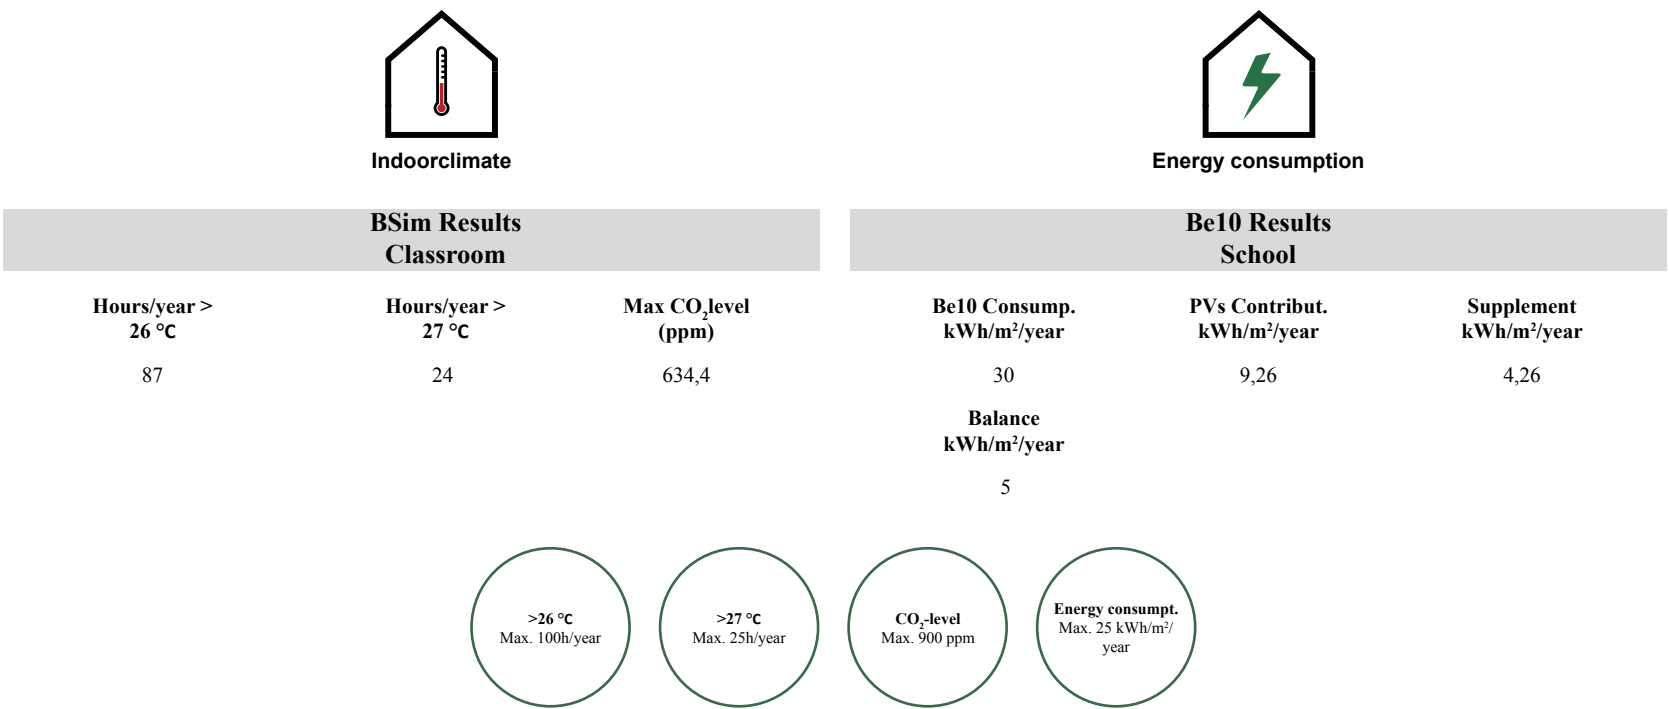 Indoorclimate
Energy consumption
BSim Results
Classroom
Be10 Results
School
Hours/year >
26 °C
Hours/year >
27 °C
Max CO₂level
(ppm)
Be10 Consump.
kWh/m²/year
PVs Contribut.
kWh/m²/year
Supplement
kWh/m²/year
87
24
634,4
30
9,26
4,26
Balance
kWh/m²/year
5
>26 °C
Max. 100h/year
>27 °C
Max. 25h/year
CO₂-level
Max. 900 ppm
Energy consumpt.
Max. 25 kWh/m²/
year